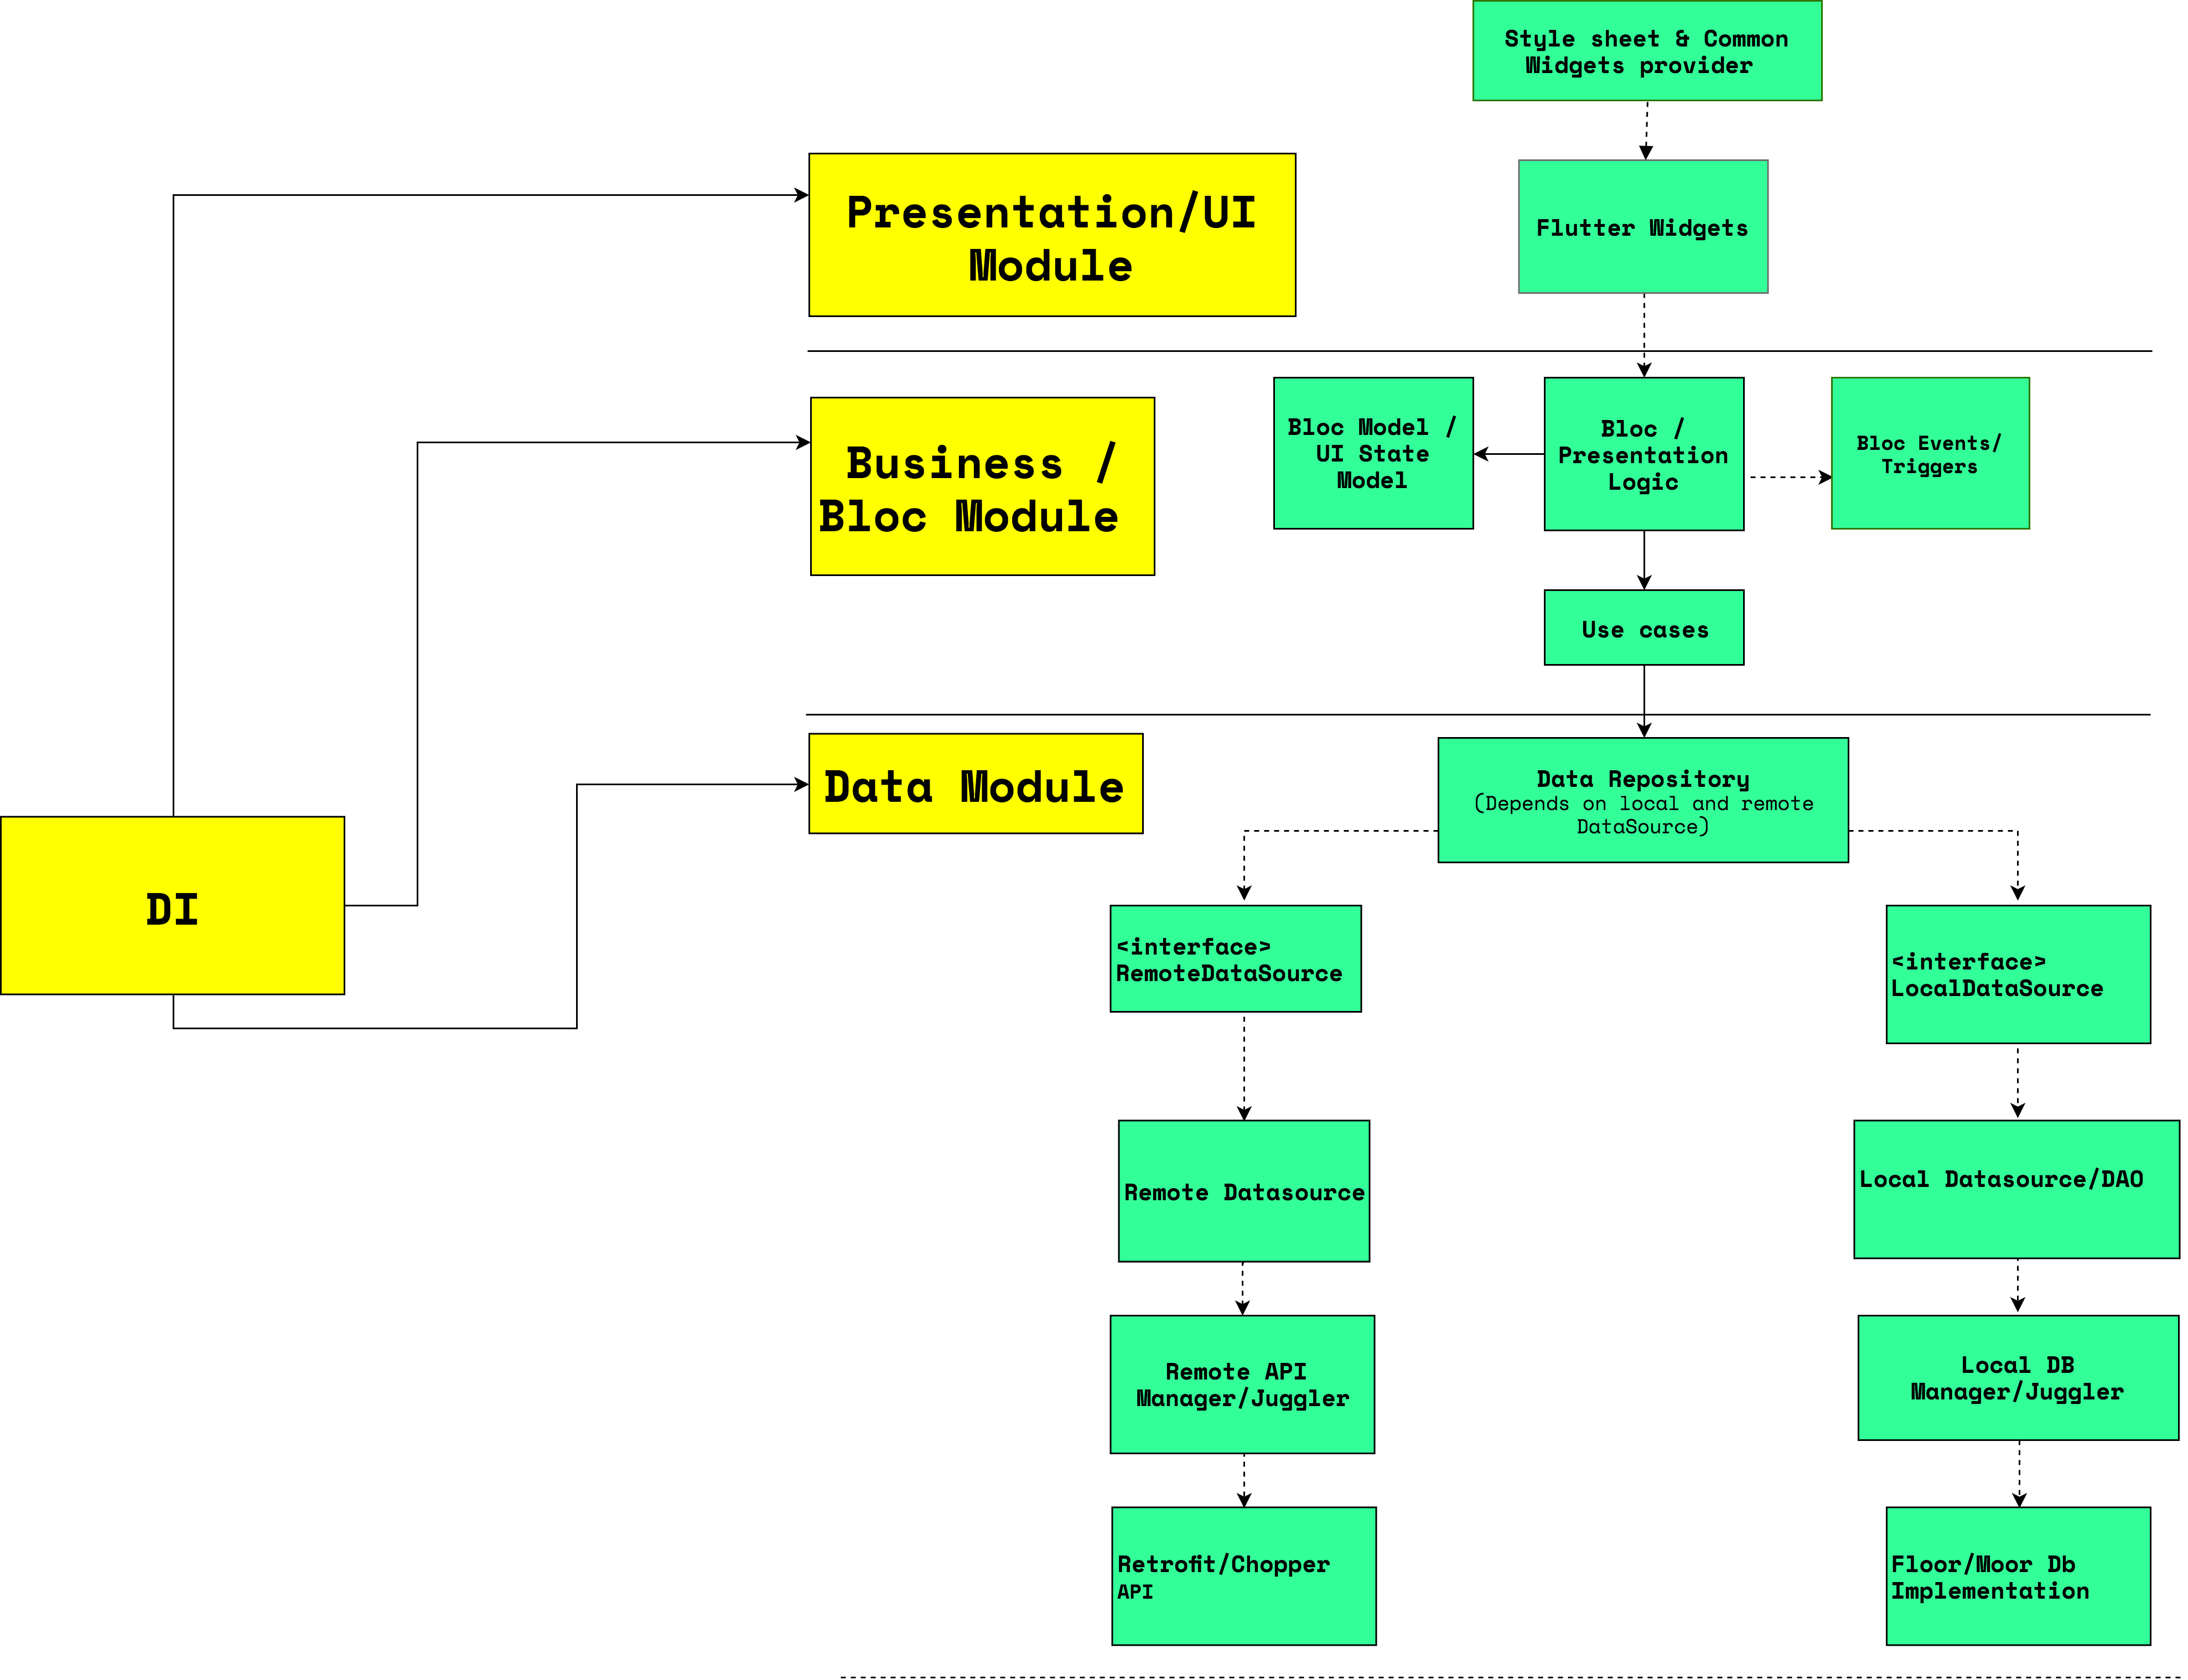 Style sheet & Common
Widgets provider
Presentation/UI
Module
Flutter Widgets
Business /
Bloc Module
Bloc Model /
UI State
Model
Bloc /
Presentation
Logic
Bloc Events/
Triggers
Use cases
Data Module
Data Repository
(Depends on local and remote
DataSource)
DI
<interface>
RemoteDataSource
<interface>
LocalDataSource
Remote Datasource
Local Datasource/DAO
Remote API
Manager/Juggler
Local DB
Manager/Juggler
Retrofit/Chopper
API
Floor/Moor Db
Implementation